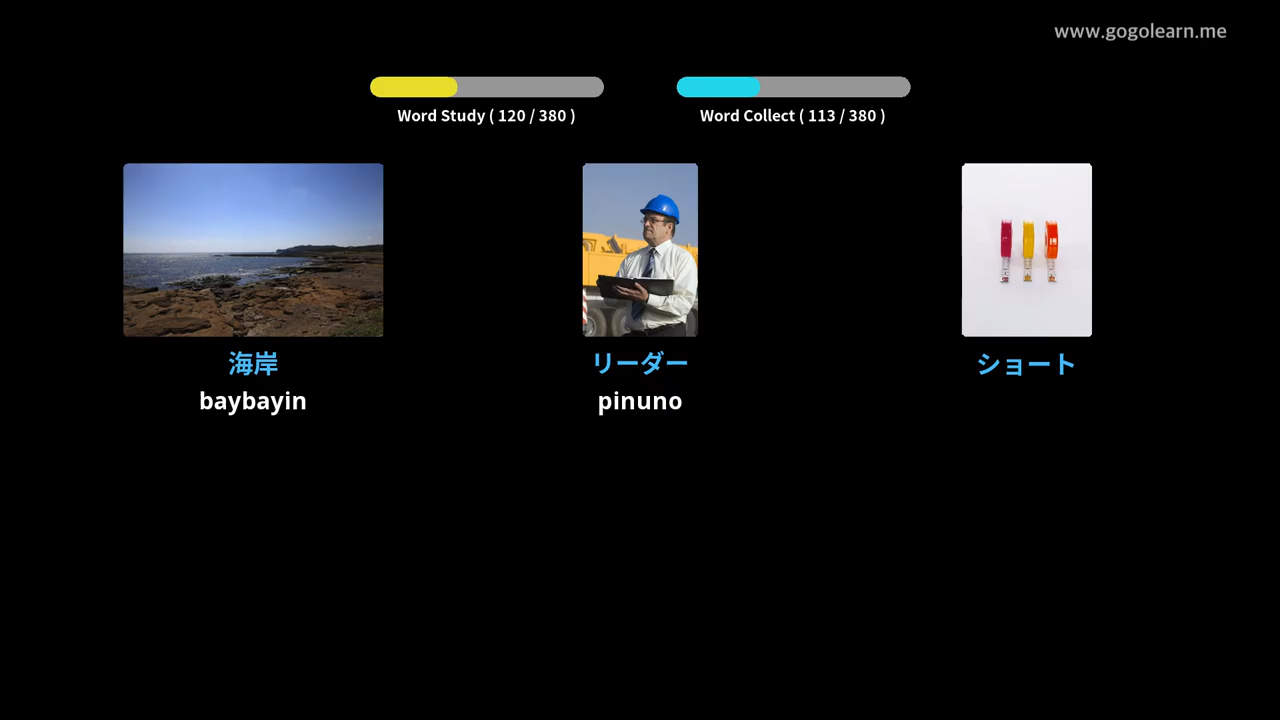 www.gogolearn.me
Word Study ( 120 / 380 )
Word Collect ( 113 / 380 )
海岸
baybayin
リーダー
pinuno
ショート